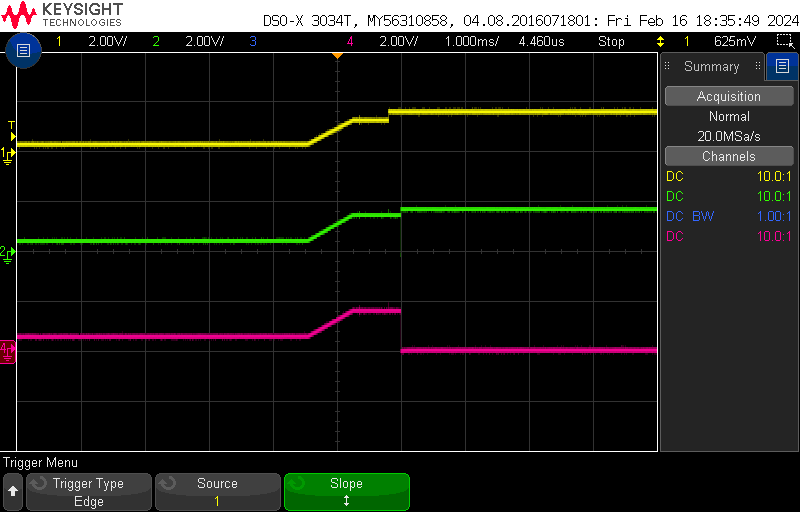 KEYSIGHT
TECHNOLOGIES
DSO-X 3034T, MY56310858, 04.08.2016071801: Fri Feb 16 18:35:49 2024
1 2.00V/ 2 2.00V/ 3 4 2.00V/ 1.000ms/ 4.460us Stop 1 625mV
Summary
Acquisition
Normal
20.0MSa/s
Channels
DC 10.0:1
DC 10.0:1
DC BW 1.00:1
DC 10.0:1
T
1
2
4
Trigger Menu
Trigger Type
Edge
Source
1
Slope